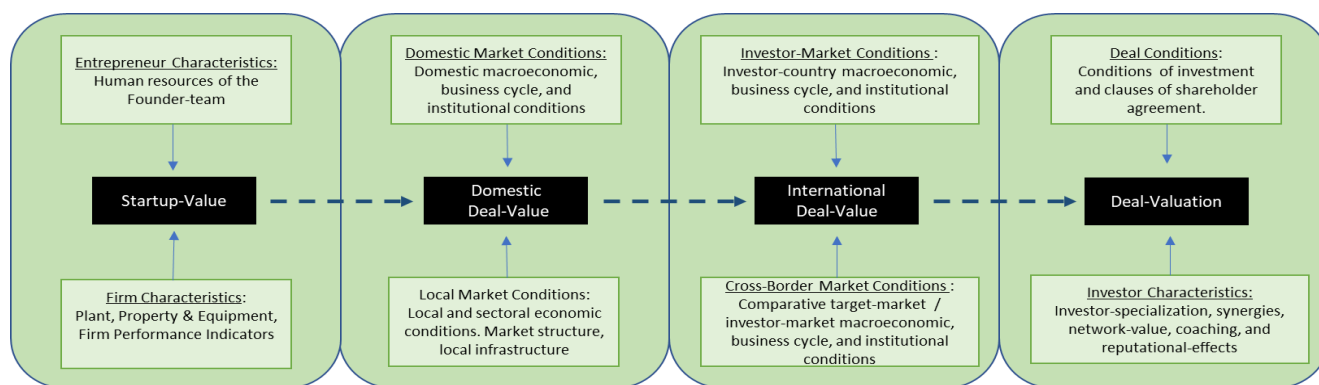 Entrepreneur Characteristics:
Human resources of the
Founder-team
Startup-Value
Firm Characteristics:
Plant, Property & Equipment,
Firm Performance Indicators
Domestic Market Conditions:
Domestic macroeconomic,
business cycle, and
institutional conditions
Domestic
Deal-Value
Local Market Conditions:
Local and sectoral economic
conditions. Market structure,
local infrastructure
Investor-Market Conditions :
Investor-country macroeconomic,
business cycle, and institutional
conditions
International
Deal-Value
Cross-Border Market Conditions :
Comparative target-market /
investor-market macroeconomic,
business cycle, and institutional
conditions
Deal Conditions:
Conditions of investment
and clauses of shareholder
agreement.
Deal-Valuation
Investor Characteristics:
Investor-specialization, synergies,
network-value, coaching, and
reputational-effects